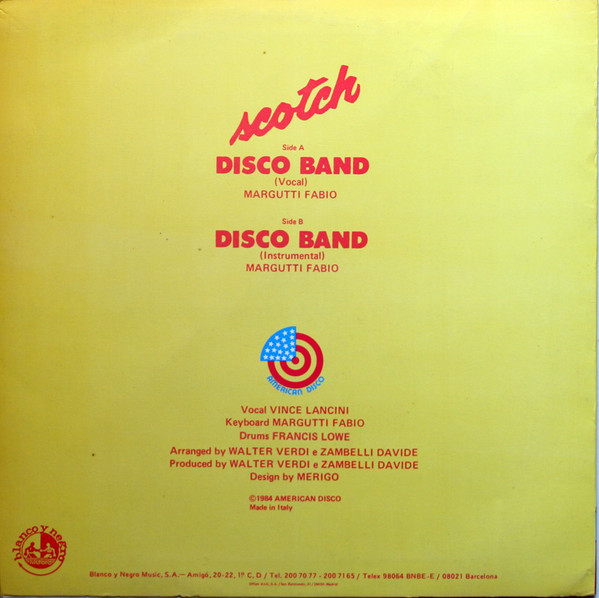 scotch
Side A
DISCO BAND
(Vocal)
MARGUTTI FABIO
Side B
DISCO BAND
(Instrumental)
MARGUTTI FABIO
AMERICAN DISCO
Vocal VINCE LANCINI
Keyboard MARGUTTI FABIO
Drums FRANCIS LOWE
Arranged by WALTER VERDI e ZAMBELLI DAVIDE
Produced by WALTER VERDI e ZAMBELLI DAVIDE
Design by MERIGO
©1984 AMERICAN DISCO
Made in Italy
blanco y negro
Blanco y Negro Music, S.A.— Amigó, 20-22, 1º C, D / Tel. 200 70 77 - 200 71 65 / Telex 98064 BNBE-E / 08021 Barcelona